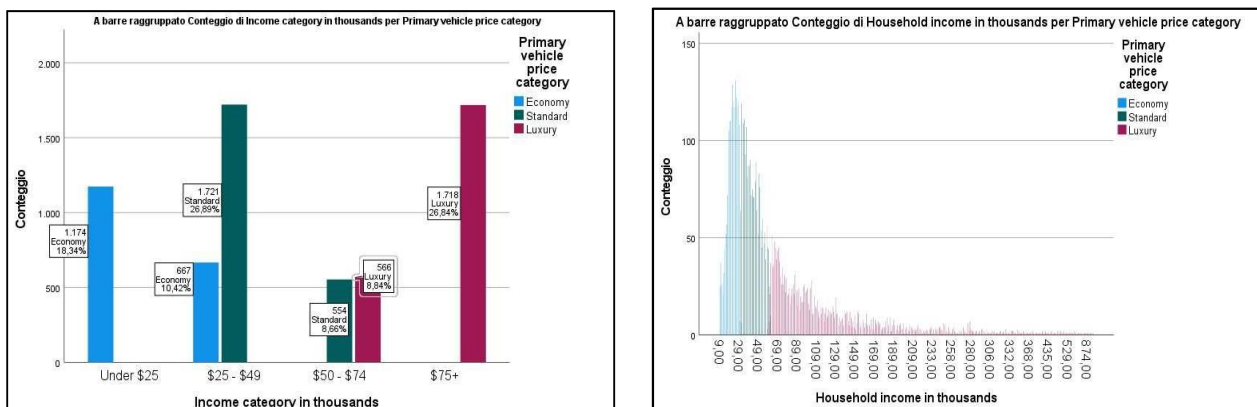 A barre raggruppato Conteggio di Income category in thousands per Primary vehicle price category
Conteggio
2.000
1.500
1.000
500
0
1.174
Economy
18,34%
667
Economy
10,42%
1.721
Standard
26,89%
554
Standard
8,66%
566
Luxury
8,84%
1.718
Luxury
26,84%
Under $25
$25 - $49
$50 - $74
$75+
Income category in thousands
Primary
vehicle
price
category
Economy
Standard
Luxury
A barre raggruppato Conteggio di Household income in thousands per Primary vehicle price category
Conteggio
150
100
50
0
9,00
29,00
49,00
69,00
89,00
109,00
129,00
149,00
169,00
189,00
209,00
233,00
258,00
280,00
306,00
332,00
368,00
435,00
529,00
874,00
Household income in thousands
Primary
vehicle
price
category
Economy
Standard
Luxury